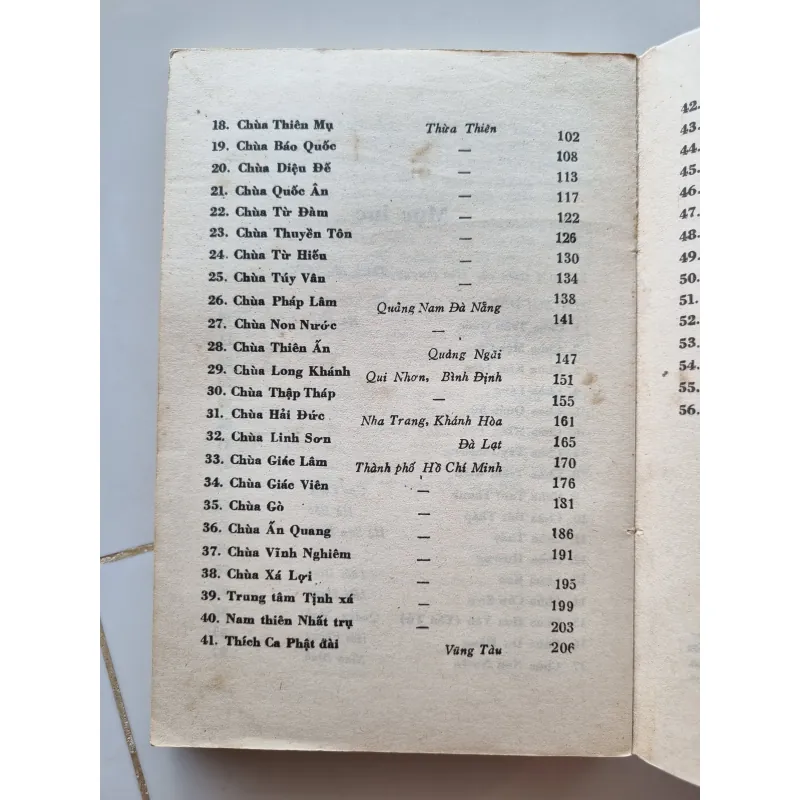 18. Chùa Thiên Mụ Thừa Thiên 102
19. Chùa Báo Quốc — 108
20. Chùa Diệu Đế — 113
21. Chùa Quốc Ân — 117
22. Chùa Từ Đàm — 122
23. Chùa Thuyền Tôn — 126
24. Chùa Từ Hiếu — 130
25. Chùa Túy Vân — 134
26. Chùa Pháp Lâm Quảng Nam Đà Nẵng 138
27. Chùa Non Nước — 141
28. Chùa Thiên Ấn Quảng Ngãi 147
29. Chùa Long Khánh Qui Nhơn, Bình Định 151
30. Chùa Thập Tháp — 155
31. Chùa Hải Đức Nha Trang, Khánh Hòa 161
32. Chùa Linh Sơn Đà Lạt 165
33. Chùa Giác Lâm Thành phố Hồ Chí Minh 170
34. Chùa Giác Viên — 176
35. Chùa Gò — 181
36. Chùa Ấn Quang — 186
37. Chùa Vĩnh Nghiêm — 191
38. Chùa Xá Lợi — 195
39. Trung tâm Tịnh xá — 199
40. Nam thiên Nhất trụ — 203
41. Thích Ca Phật đài Vũng Tàu 206
42.
43.
44.
45.
46.
47.
48.
49.
50.
51.
52.
53.
54.
55.
56.